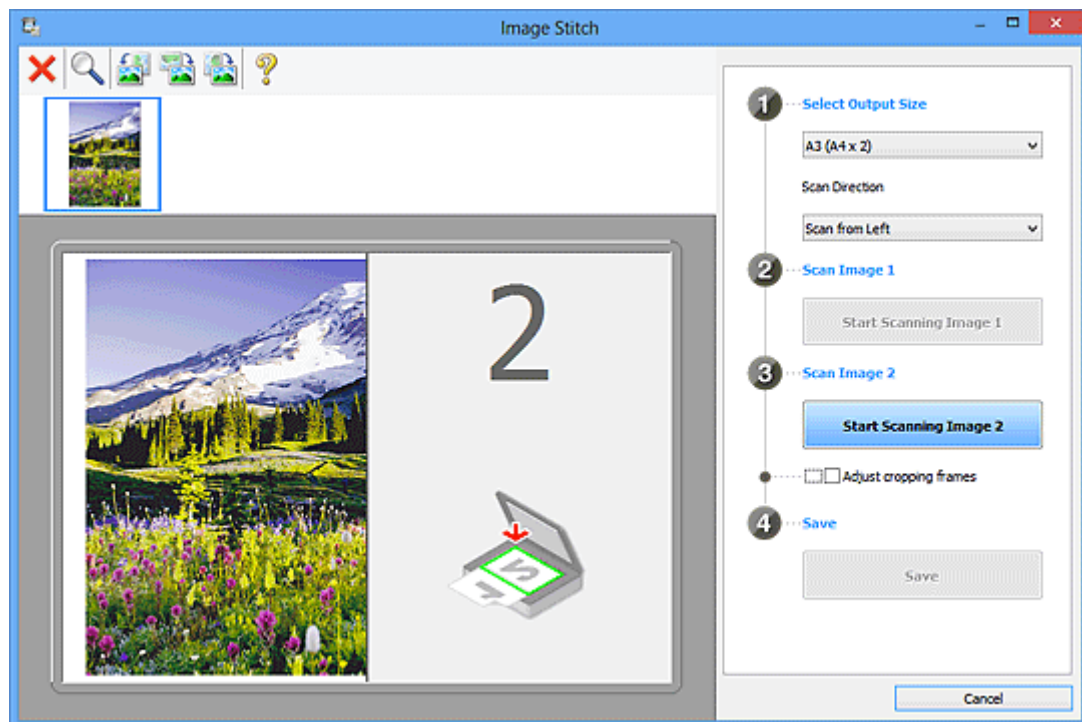 Image Stitch
1 Select Output Size
A3 (A4 x 2)
Scan Direction
Scan from Left
2 Scan Image 1
Start Scanning Image 1
3 Scan Image 2
Start Scanning Image 2
Adjust cropping frames
4 Save
Save
2
1 2
Cancel